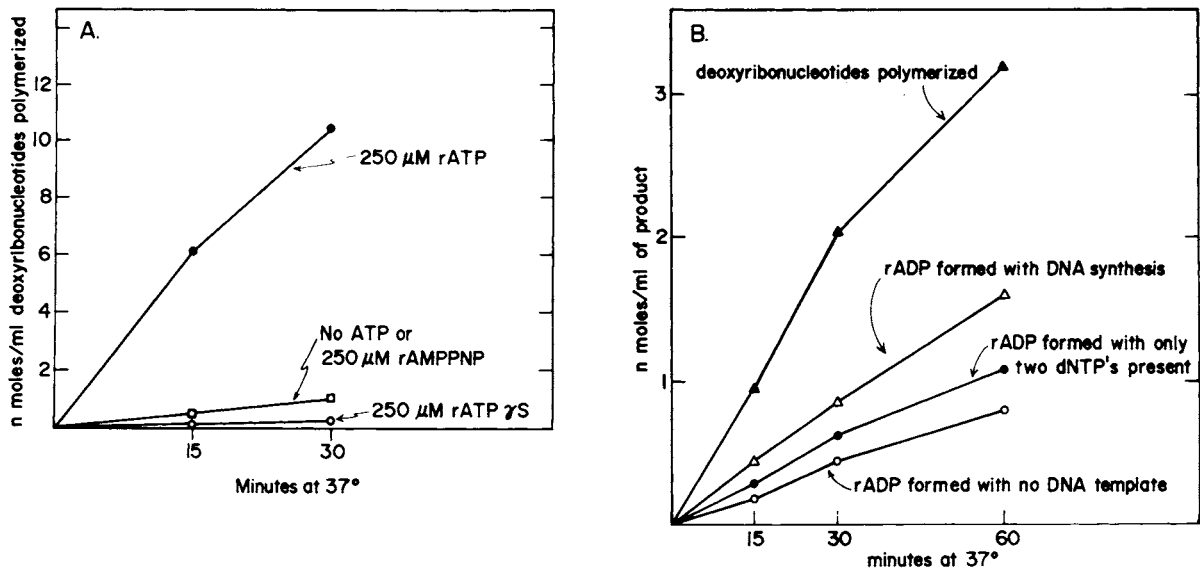 A.
n moles/ml deoxyribonucleotides polymerized
12
10
8
6
4
2
250 μM rATP
No ATP or
250 μM rAMPPNP
250 μM rATP γS
15
30
Minutes at 37°
B.
n moles/ml of product
3
2
1
deoxyribonucleotides polymerized
rADP formed with DNA synthesis
rADP formed with only
two dNTP's present
rADP formed with no DNA template
15
30
60
minutes at 37°